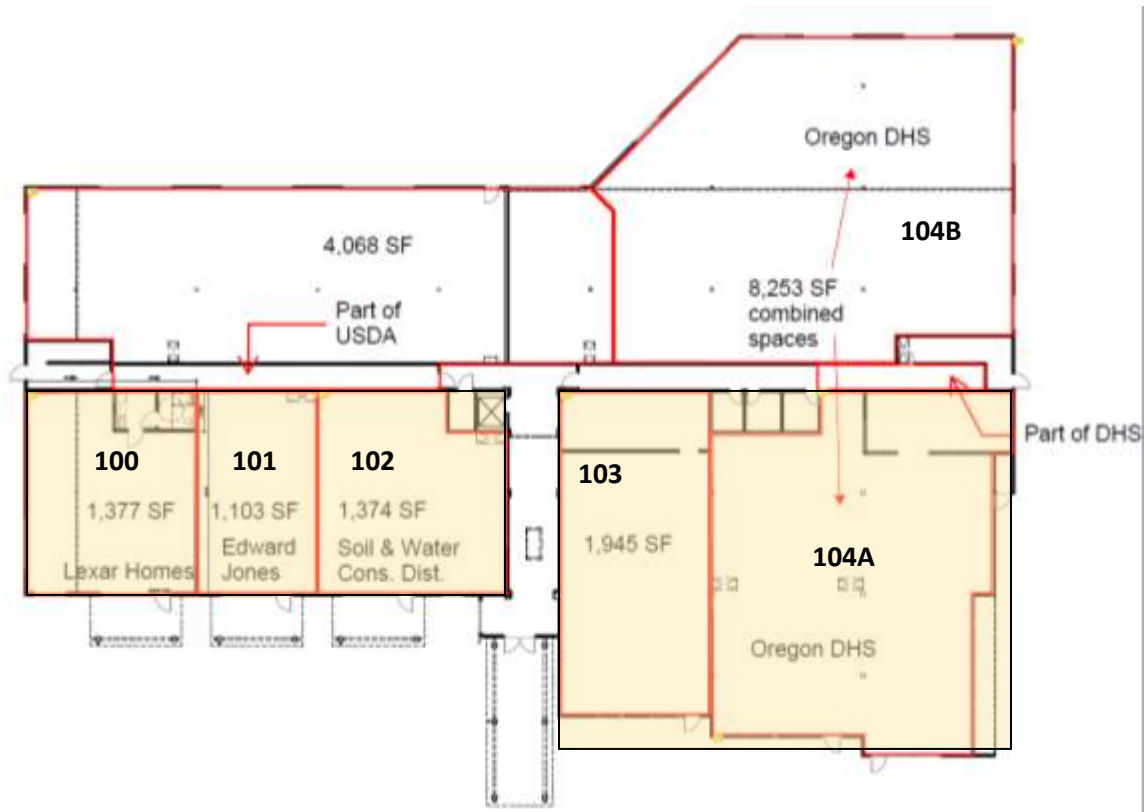 Oregon DHS
104B
4,068 SF
8,253 SF
combined
spaces
Part of
USDA
Part of DHS
100
1,377 SF
Lexar Homes
101
1,103 SF
Edward
Jones
102
1,374 SF
Soil & Water
Cons. Dist.
103
1,945 SF
104A
Oregon DHS